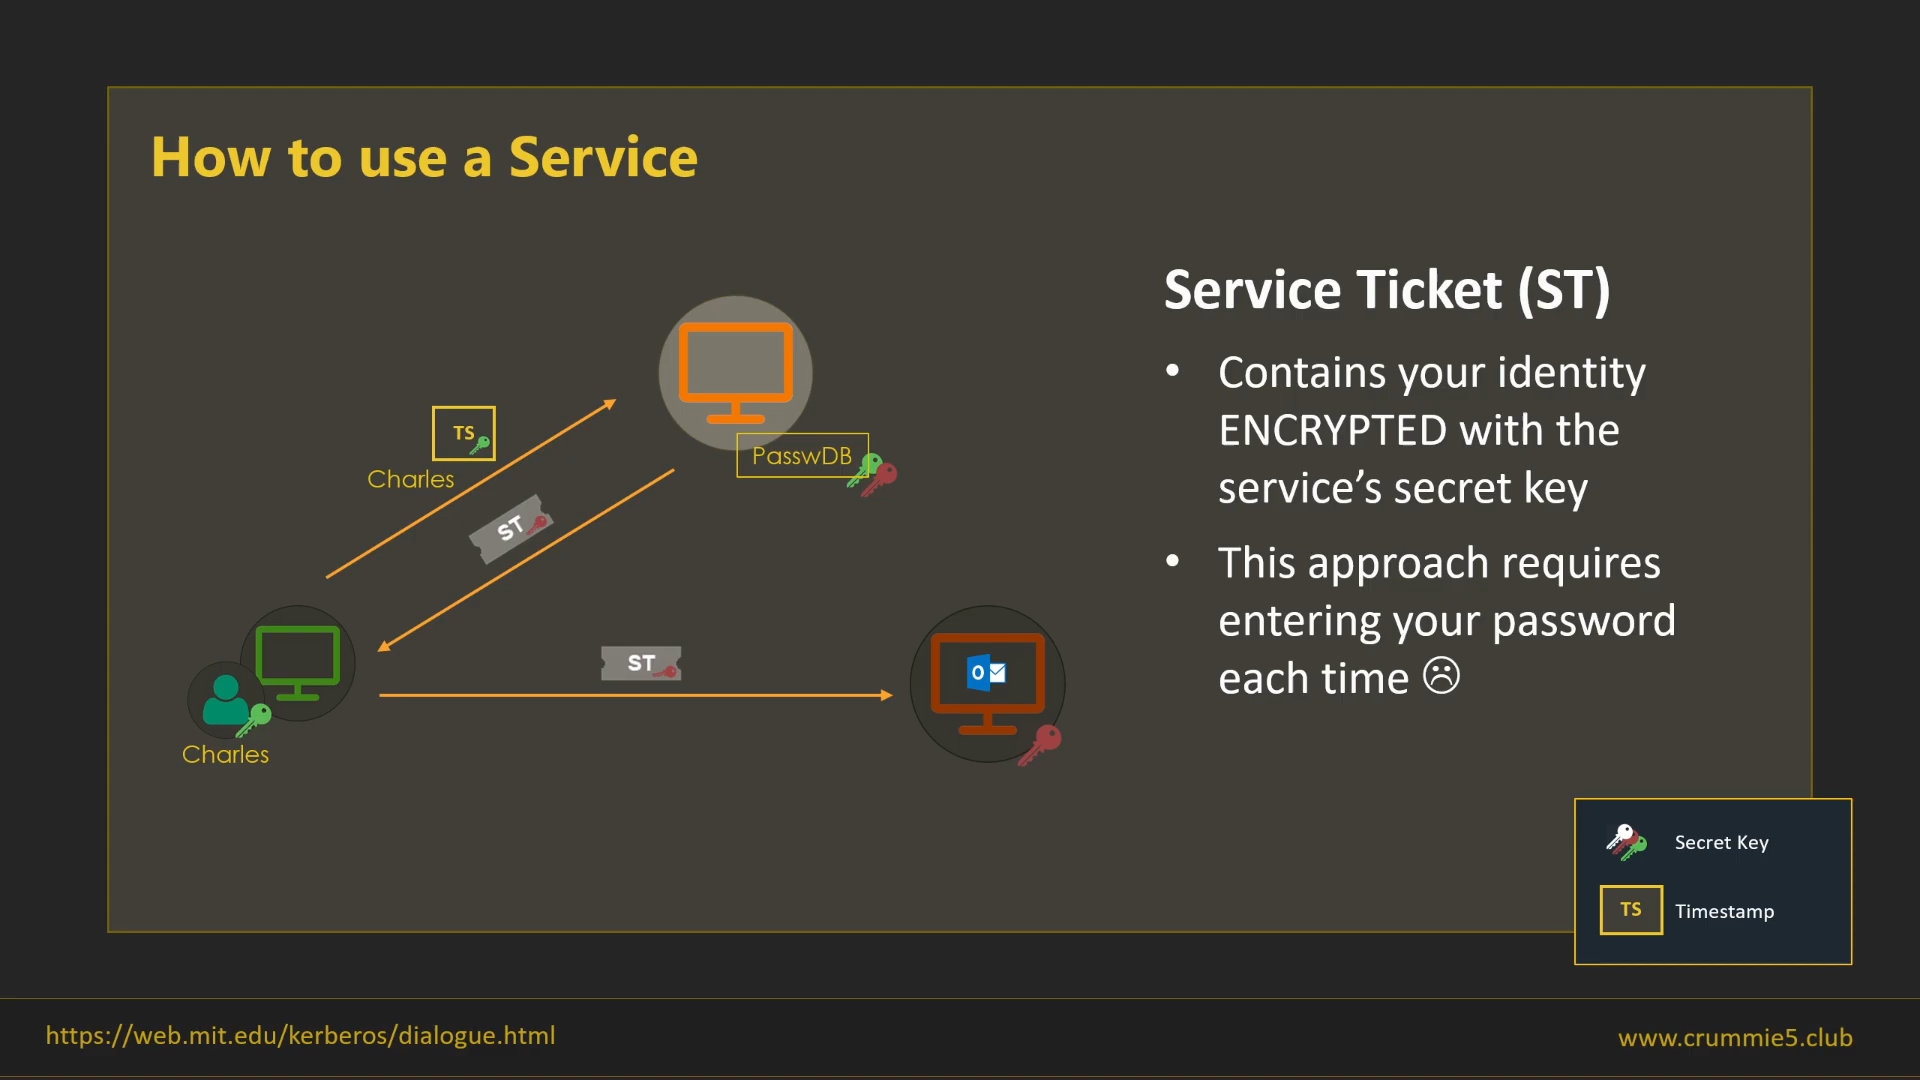 How to use a Service
TS
Charles
ST
PasswDB
ST
O
Charles
Service Ticket (ST)
• Contains your identity
ENCRYPTED with the
service’s secret key
• This approach requires
entering your password
each time ☹
Secret Key
TS Timestamp
https://web.mit.edu/kerberos/dialogue.html
www.crummie5.club